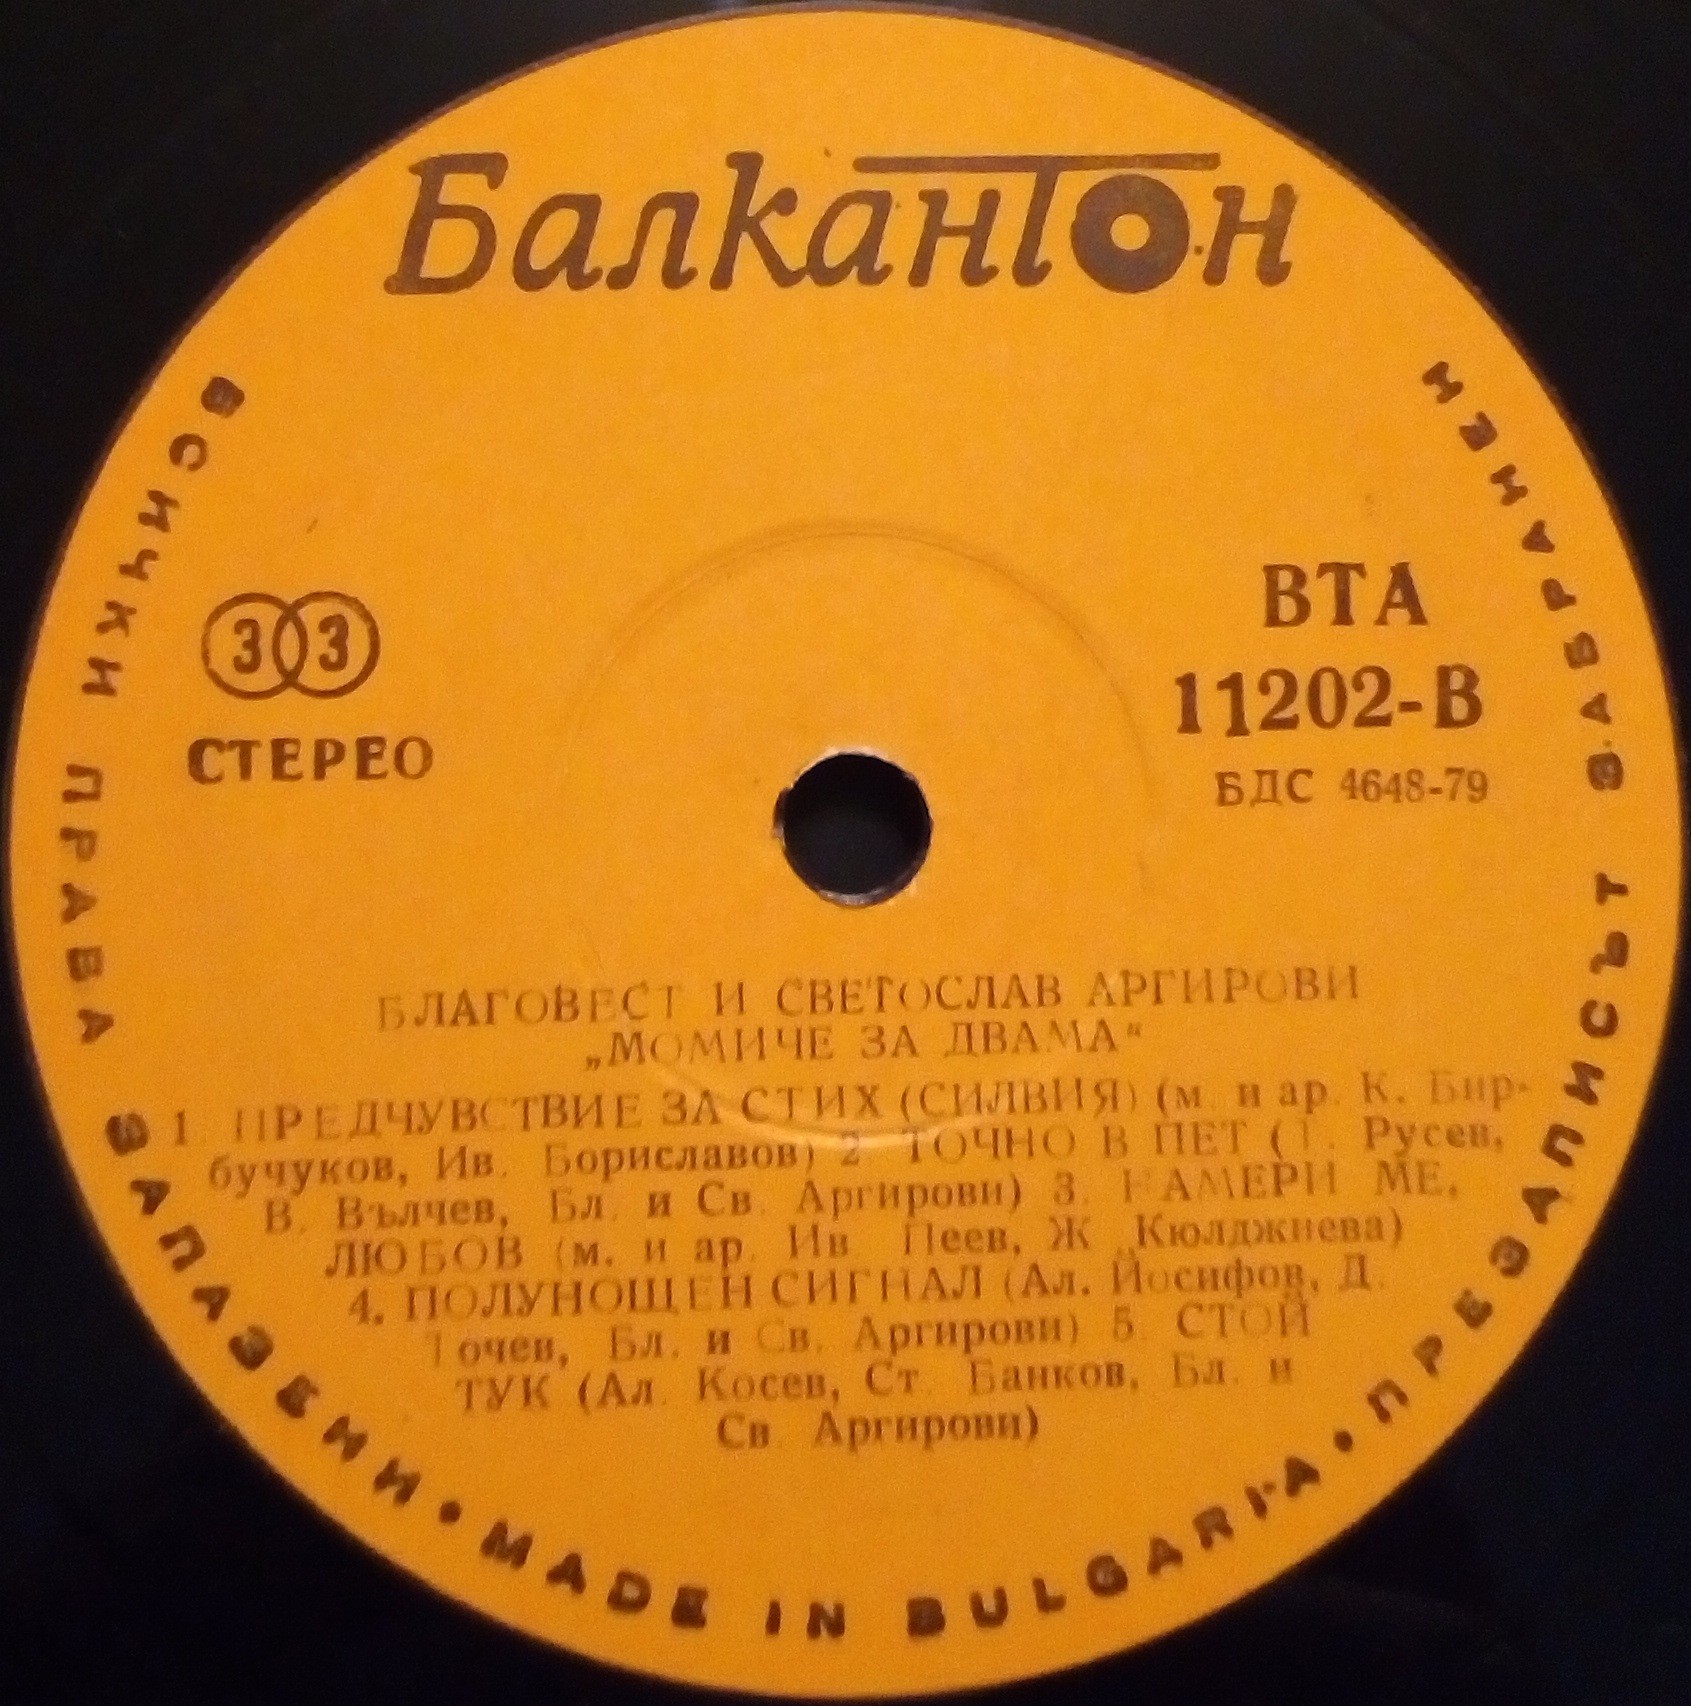 Балкантон
ВСИЧКИ ПРАВА ЗАПАЗЕНИ • MADE IN BULGARIA • ПРЕЗАПИСЪТ ЗАБРАНЕН
33
СТЕРЕО
ВТА
11202-В
БДС 4648-79
БЛАГОВЕСТ И СВЕТОСЛАВ АРГИРОВИ
„МОМИЧЕ ЗА ДВАМА“
1. ПРЕДЧУВСТВИЕ ЗА СТИХ (СИЛВИЯ) (м. и ар. К. Бир-
бучуков, Ив. Бориславов) 2. ТОЧНО В ПЕТ (Т. Русев,
В. Вълчев, Бл. и Св. Аргирови) 3. НАМЕРИ МЕ,
ЛЮБОВ (м. и ар. Ив. Пеев, Ж. Кюлджиева)
4. ПОЛУНОЩЕН СИГНАЛ (Ал. Йосифов, Д.
Точев, Бл. и Св. Аргирови) 5. СТОЙ
ТУК (Ал. Косев, Ст. Банков, Бл. и
Св. Аргирови)